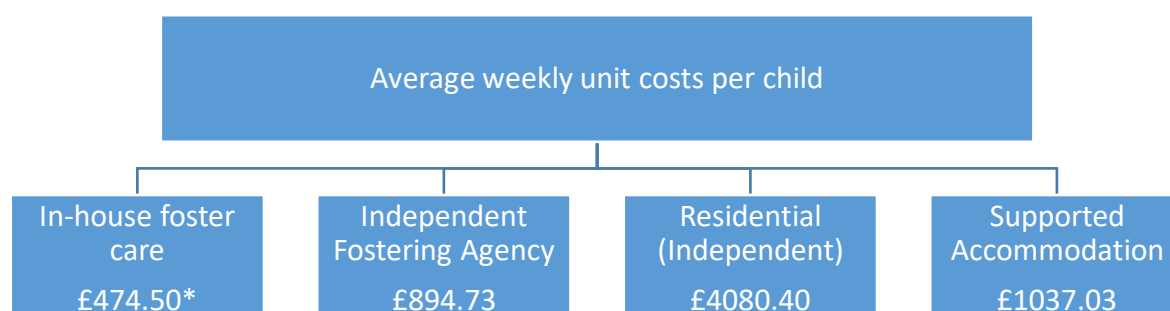 Average weekly unit costs per child
In-house foster
care
£474.50*
Independent
Fostering Agency
£894.73
Residential
(Independent)
£4080.40
Supported
Accommodation
£1037.03